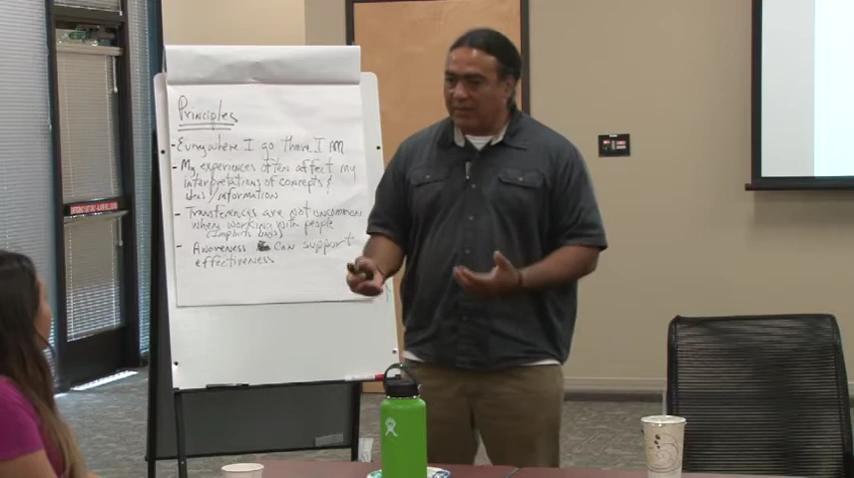 Principles
- Everywhere I go there I AM
- My experiences often affect my
interpretations of concepts &
ideas/information
- Transferences are not uncommon
when working with people
(Implicit bias)
- Awareness can support
effectiveness